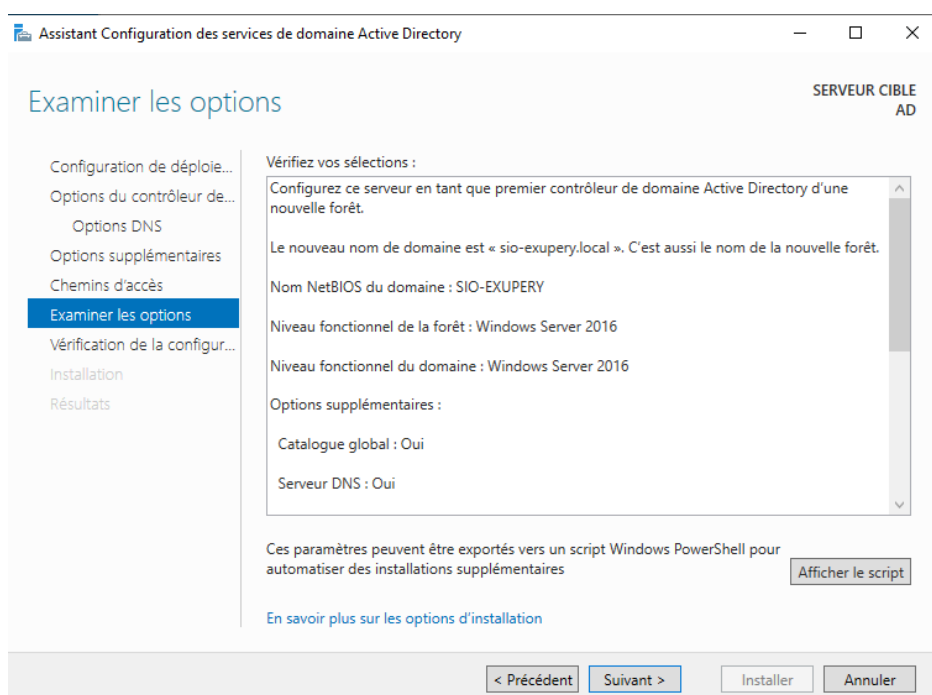 Assistant Configuration des services de domaine Active Directory
Examiner les options
SERVEUR CIBLE
AD
Configuration de déploie...
Options du contrôleur de...
Options DNS
Options supplémentaires
Chemins d'accès
Examiner les options
Vérification de la configur...
Installation
Résultats
Vérifiez vos sélections :
Configurez ce serveur en tant que premier contrôleur de domaine Active Directory d'une
nouvelle forêt.
Le nouveau nom de domaine est « sio-exupery.local ». C'est aussi le nom de la nouvelle forêt.
Nom NetBIOS du domaine : SIO-EXUPERY
Niveau fonctionnel de la forêt : Windows Server 2016
Niveau fonctionnel du domaine : Windows Server 2016
Options supplémentaires :
Catalogue global : Oui
Serveur DNS : Oui
Ces paramètres peuvent être exportés vers un script Windows PowerShell pour
automatiser des installations supplémentaires
Afficher le script
En savoir plus sur les options d'installation
< Précédent
Suivant >
Installer
Annuler